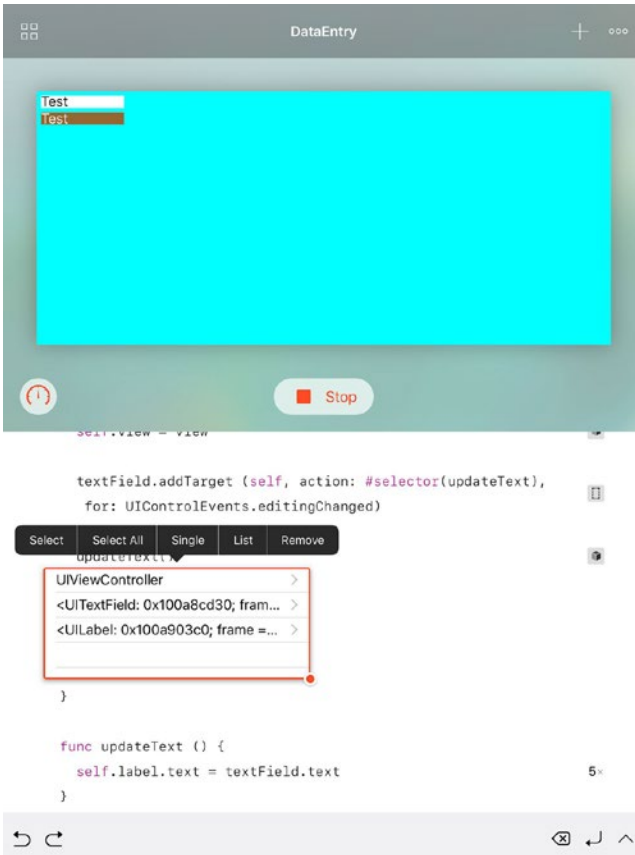 DataEntry
Test
Test
Stop
self.view = view
textField.addTarget (self, action: #selector(updateText),
for: UIControlEvents.editingChanged)
Select Select All Single List Remove
updateText()
UIViewController
<UITextField: 0x100a8cd30; fram...
<UILabel: 0x100a903c0; frame =...
}
func updateText () {
self.label.text = textField.text 5×
}